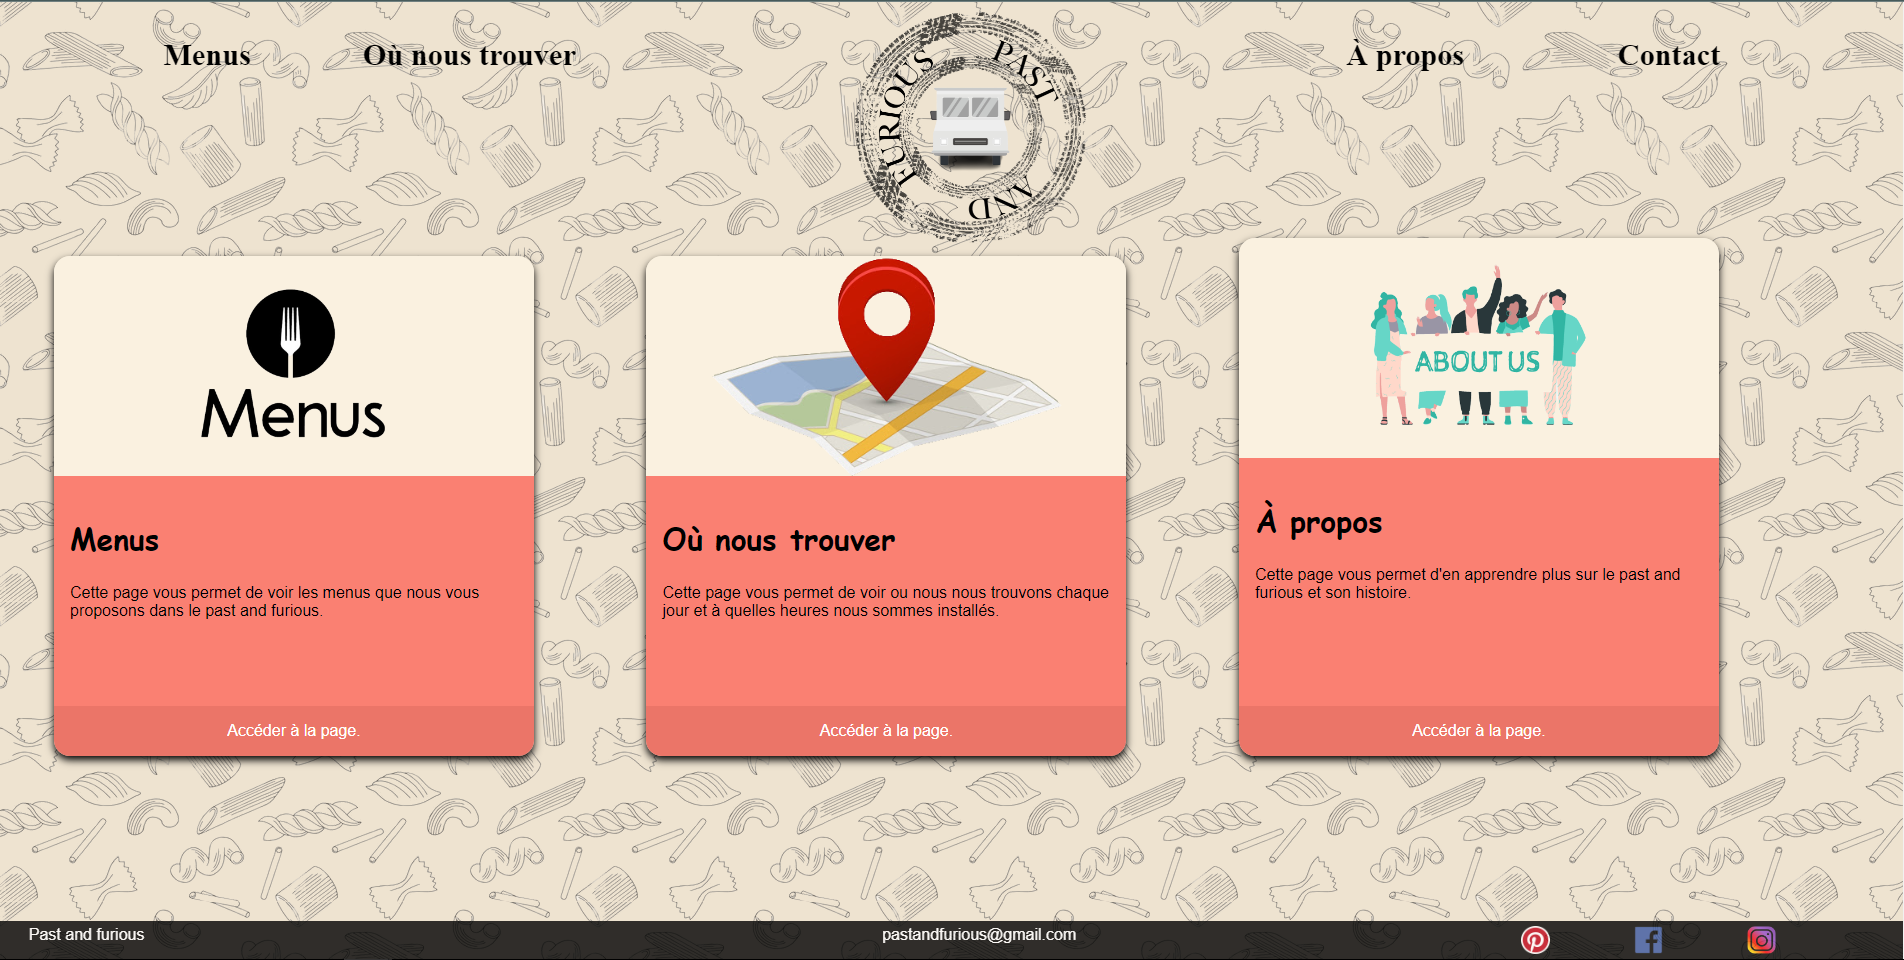 Menus
Où nous trouver
PAST
AND
FURIOUS
À propos
Contact
Menus
Menus
Cette page vous permet de voir les menus que nous vous
proposons dans le past and furious.
Accéder à la page.
Où nous trouver
Cette page vous permet de voir ou nous nous trouvons chaque
jour et à quelles heures nous sommes installés.
Accéder à la page.
ABOUT US
À propos
Cette page vous permet d'en apprendre plus sur le past and
furious et son histoire.
Accéder à la page.
Past and furious
pastandfurious@gmail.com